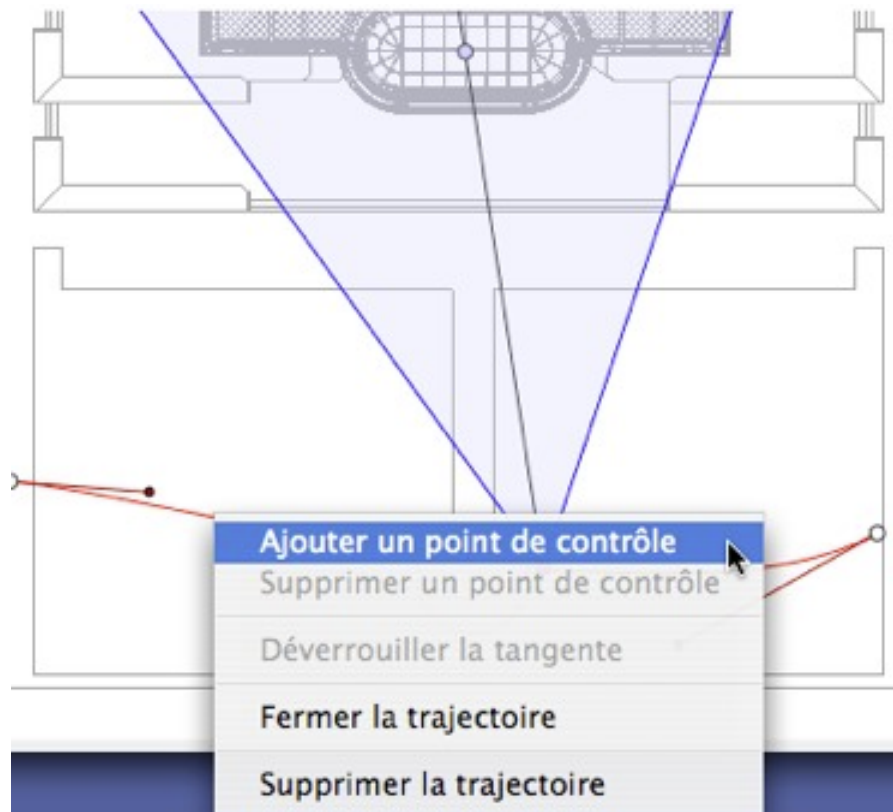 Ajouter un point de contrôle
Supprimer un point de contrôle
Déverrouiller la tangente
Fermer la trajectoire
Supprimer la trajectoire